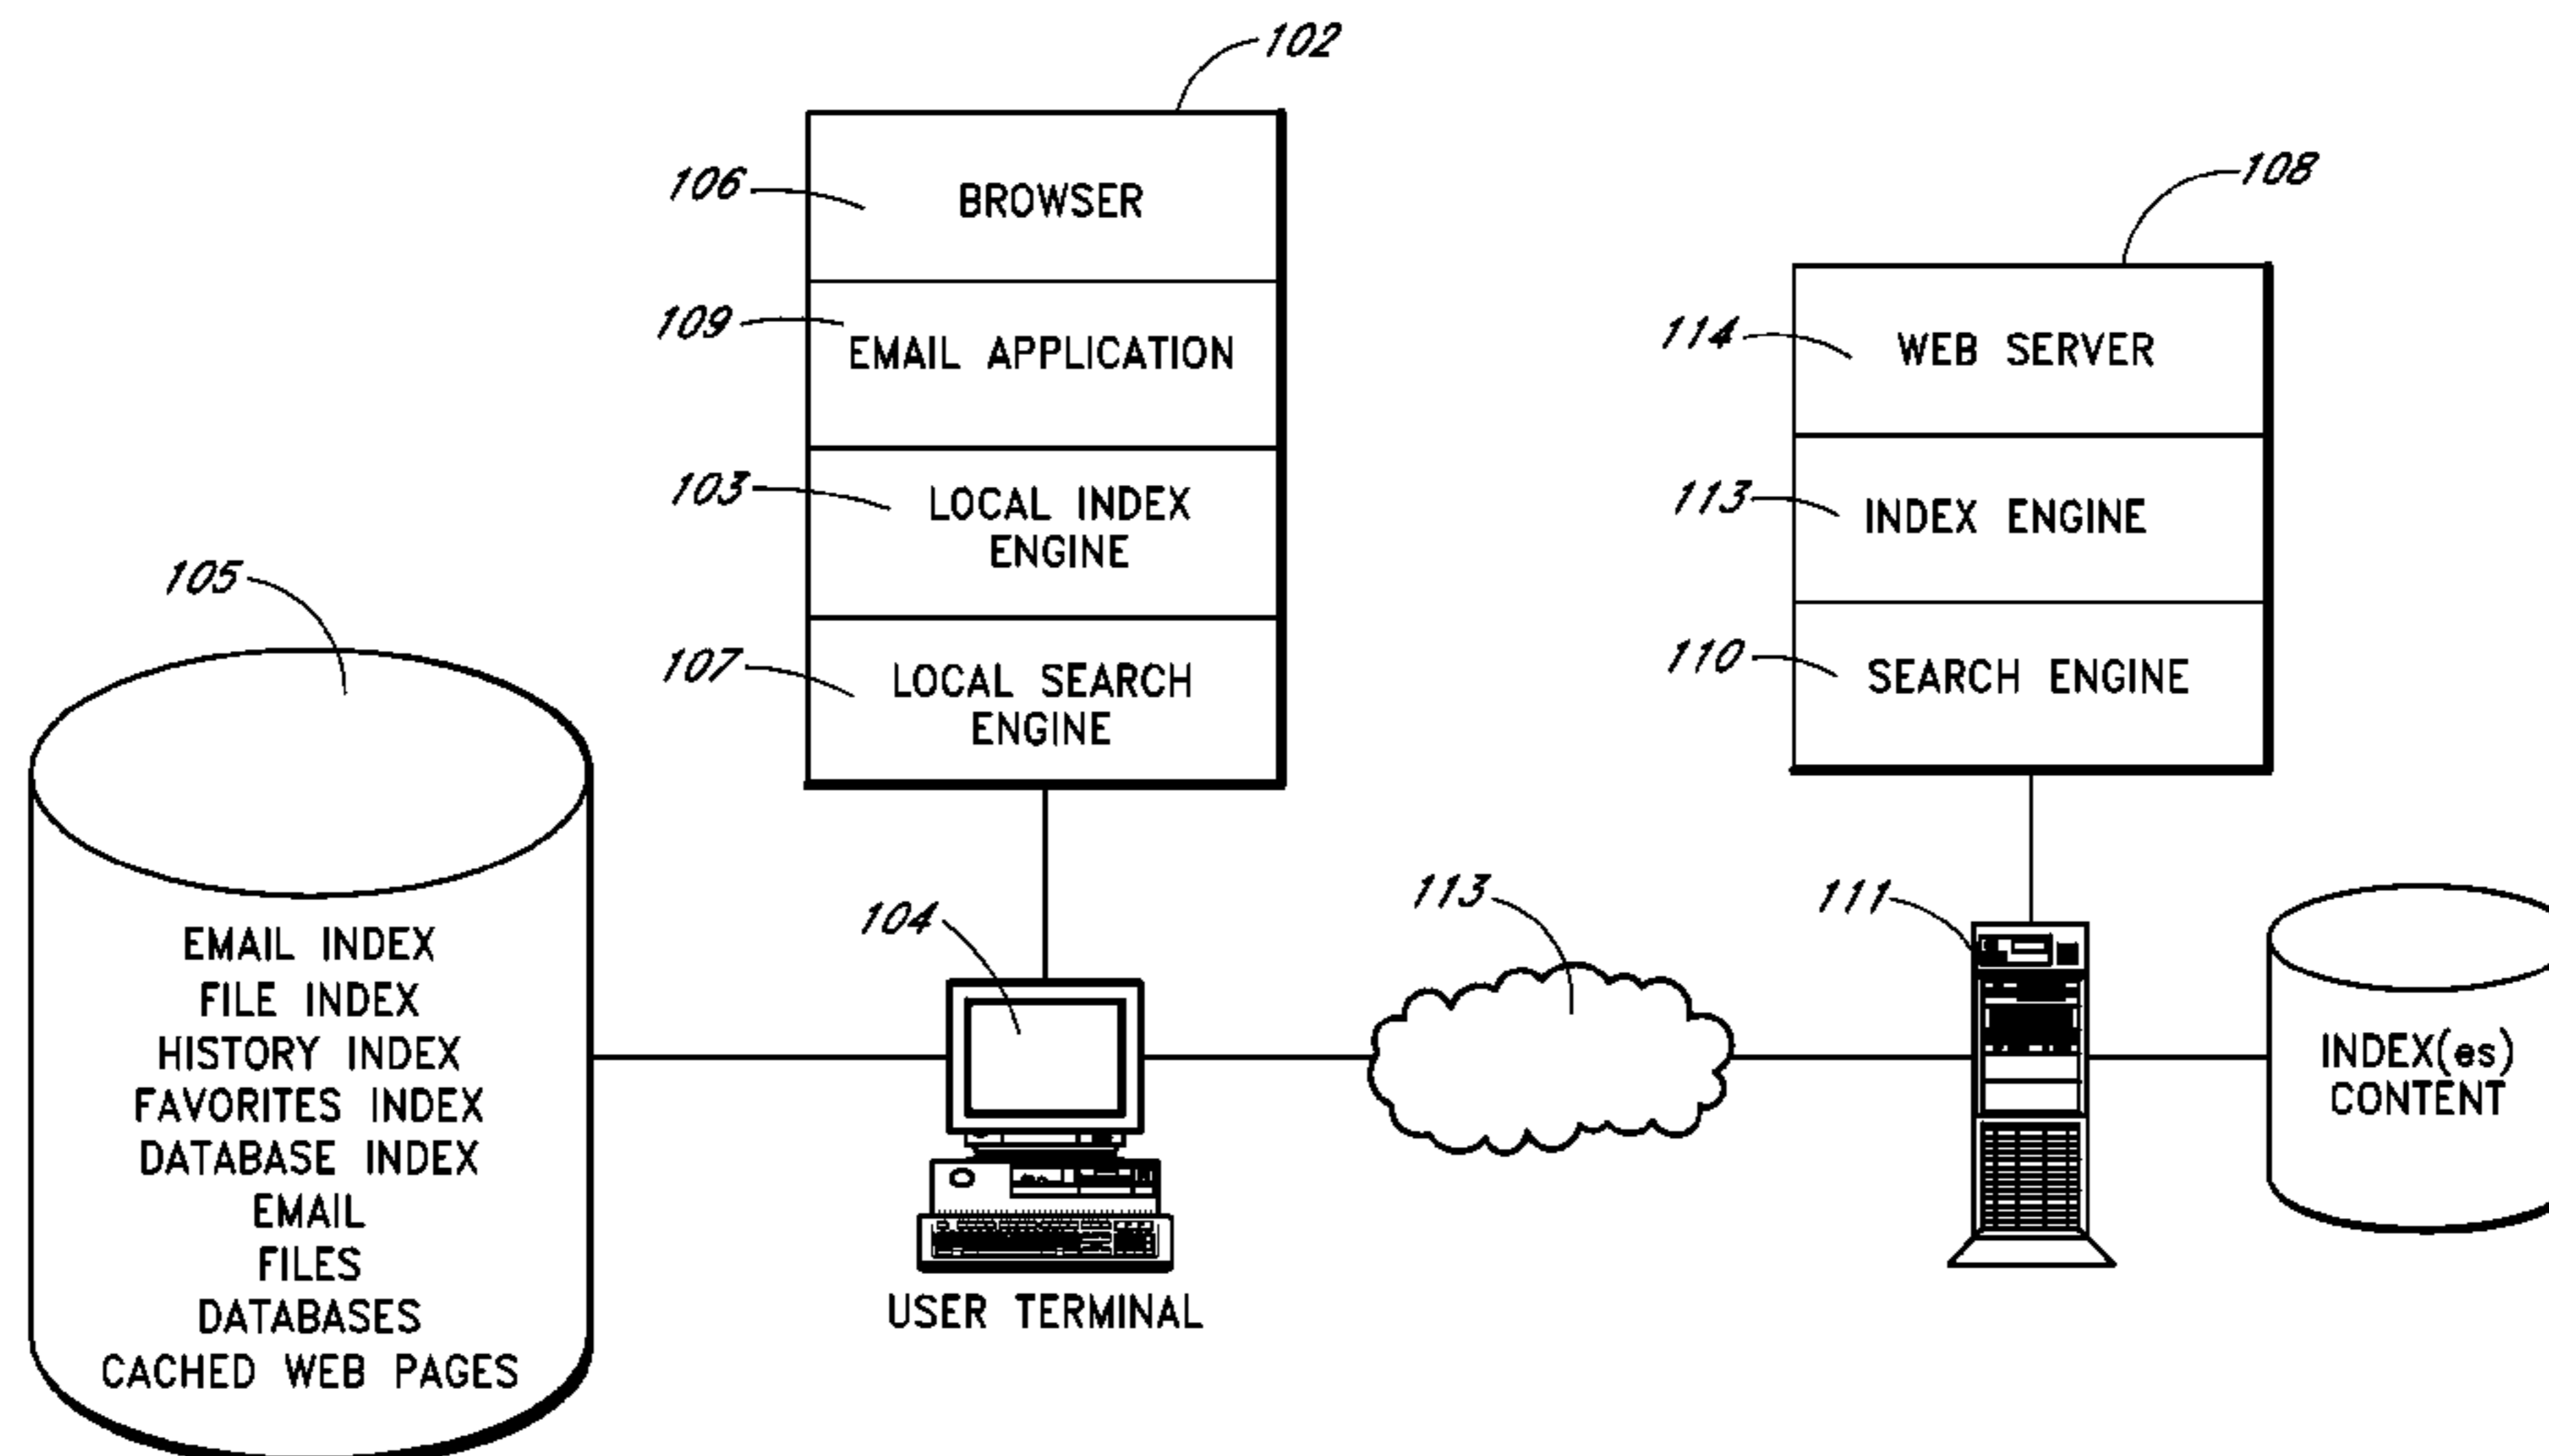 102
106
BROWSER
108
109
EMAIL APPLICATION
114
WEB SERVER
103
LOCAL INDEX
ENGINE
113
INDEX ENGINE
105
107
LOCAL SEARCH
ENGINE
110
SEARCH ENGINE
104
113
111
EMAIL INDEX
FILE INDEX
HISTORY INDEX
FAVORITES INDEX
DATABASE INDEX
EMAIL
FILES
DATABASES
CACHED WEB PAGES
USER TERMINAL
INDEX(es)
CONTENT